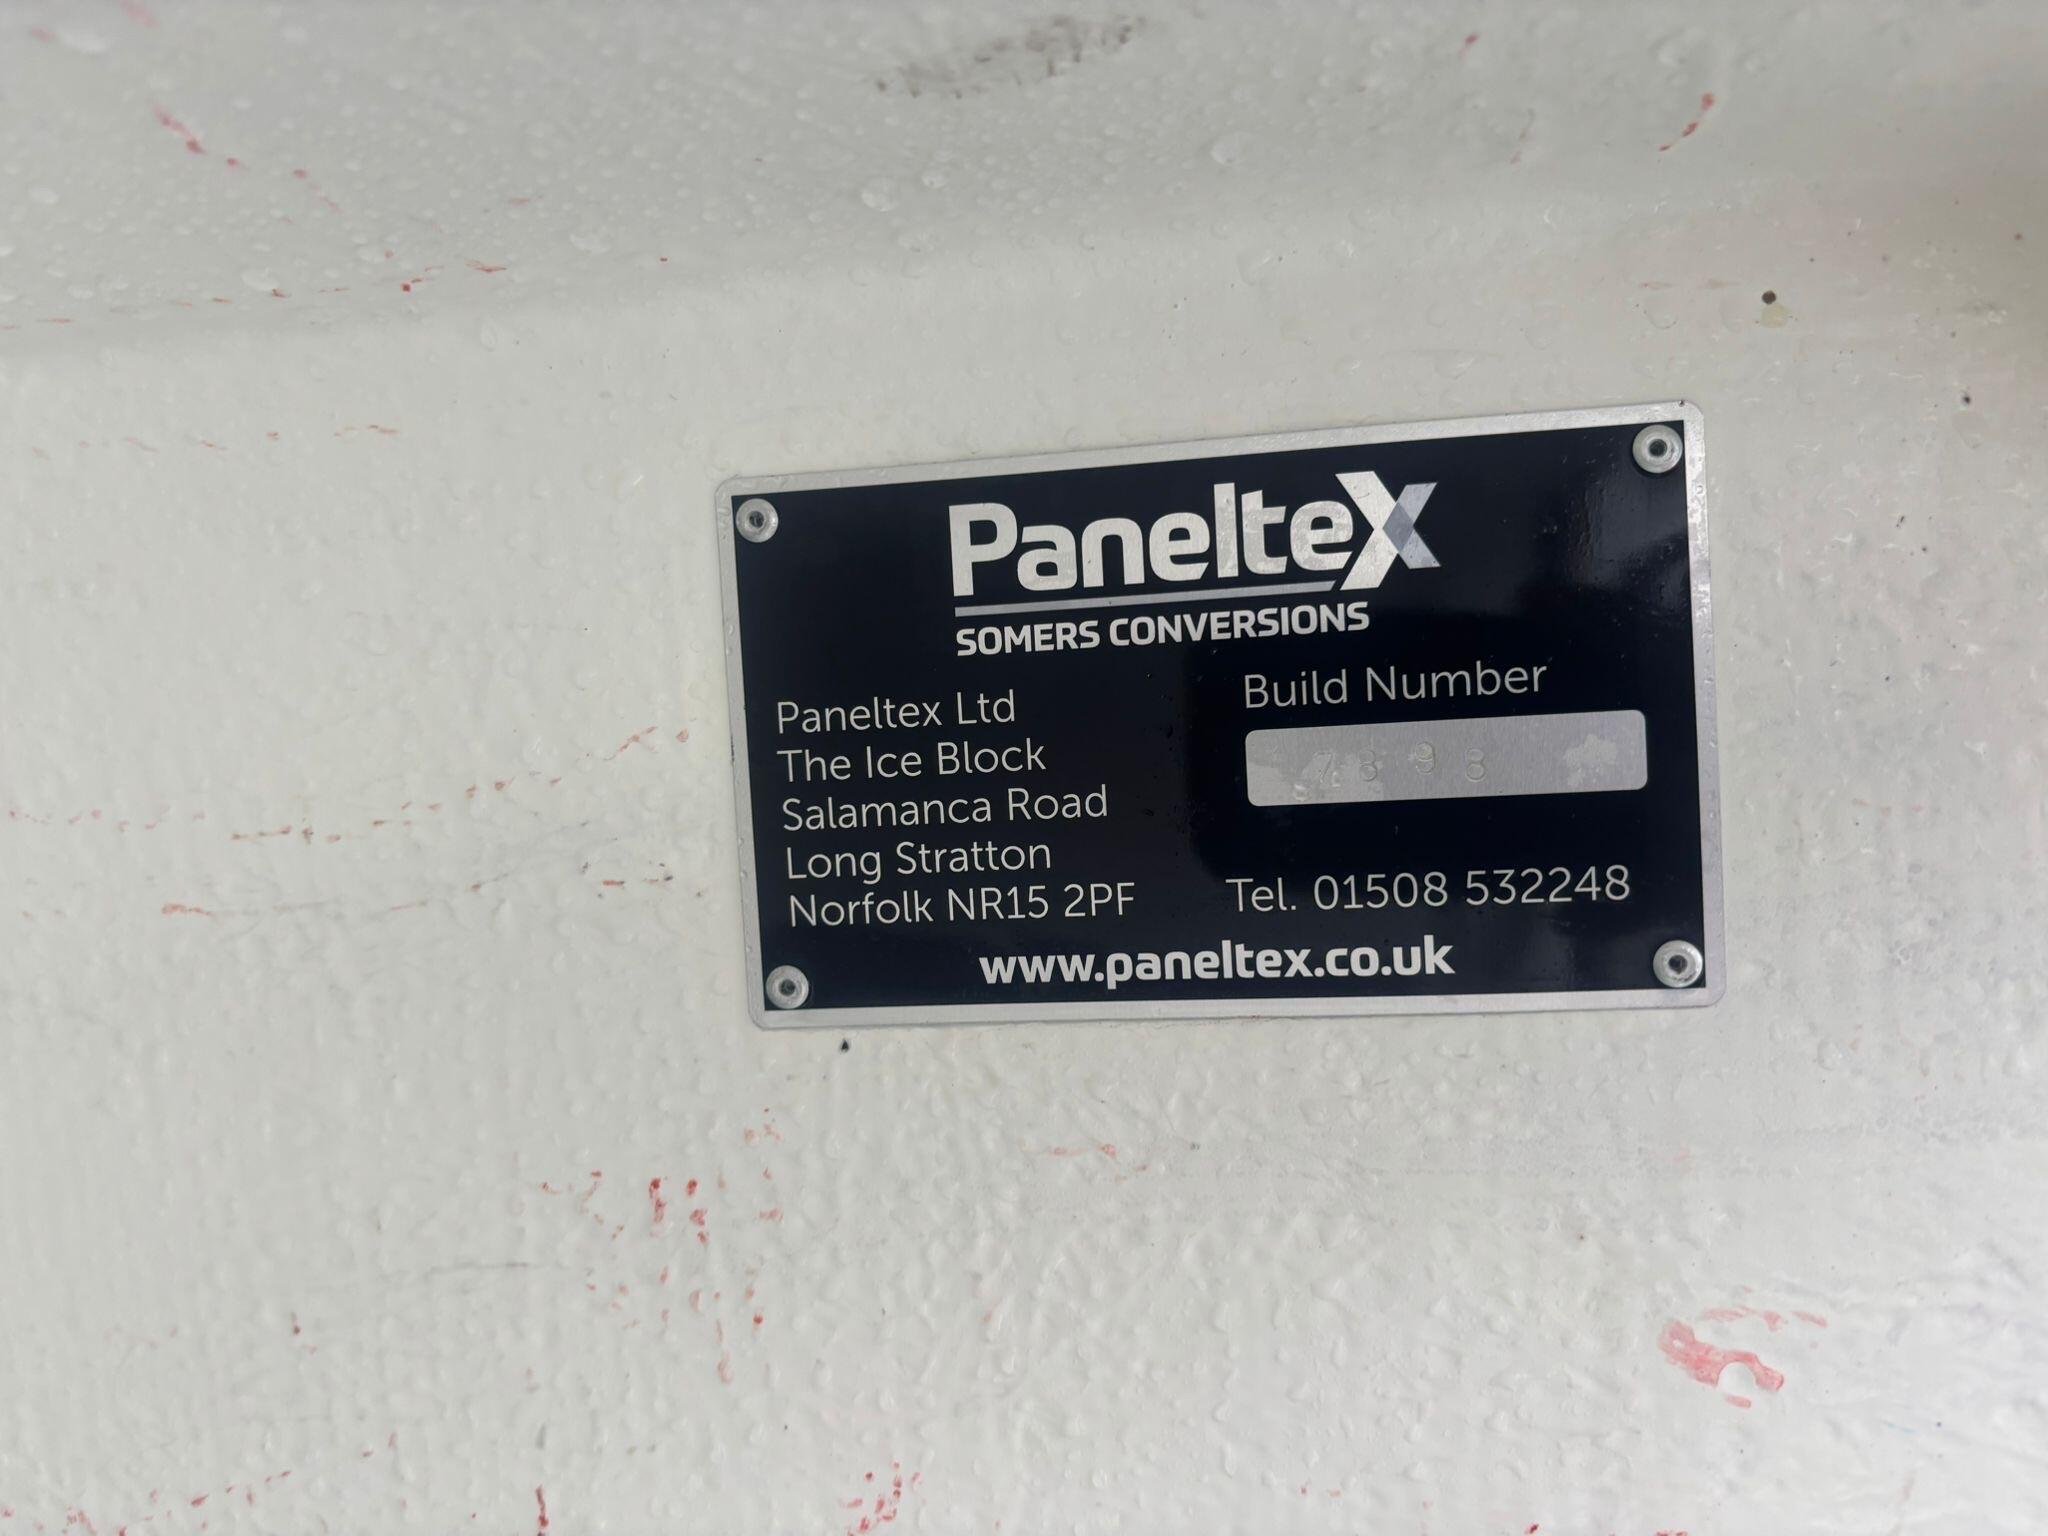 Paneltex
SOMERS CONVERSIONS
Paneltex Ltd
The Ice Block
Salamanca Road
Long Stratton
Norfolk NR15 2PF
Build Number
7898
Tel. 01508 532248
www.paneltex.co.uk